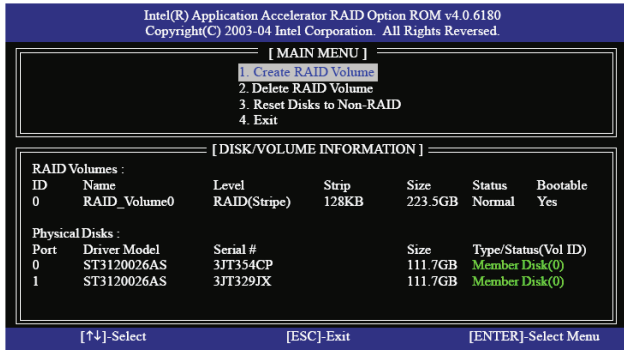 Intel(R) Application Accelerator RAID Option ROM v4.0.6180
Copyright(C) 2003-04 Intel Corporation. All Rights Reversed.
[ MAIN MENU ]
1. Create RAID Volume
2. Delete RAID Volume
3. Reset Disks to Non-RAID
4. Exit
[ DISK/VOLUME INFORMATION ]
RAID Volumes :
ID Name Level Strip Size Status Bootable
0 RAID_Volume0 RAID(Stripe) 128KB 223.5GB Normal Yes
Physical Disks :
Port Driver Model Serial # Size Type/Status(Vol ID)
0 ST3120026AS 3JT354CP 111.7GB Member Disk(0)
1 ST3120026AS 3JT329JX 111.7GB Member Disk(0)
[↑↓]-Select [ESC]-Exit [ENTER]-Select Menu